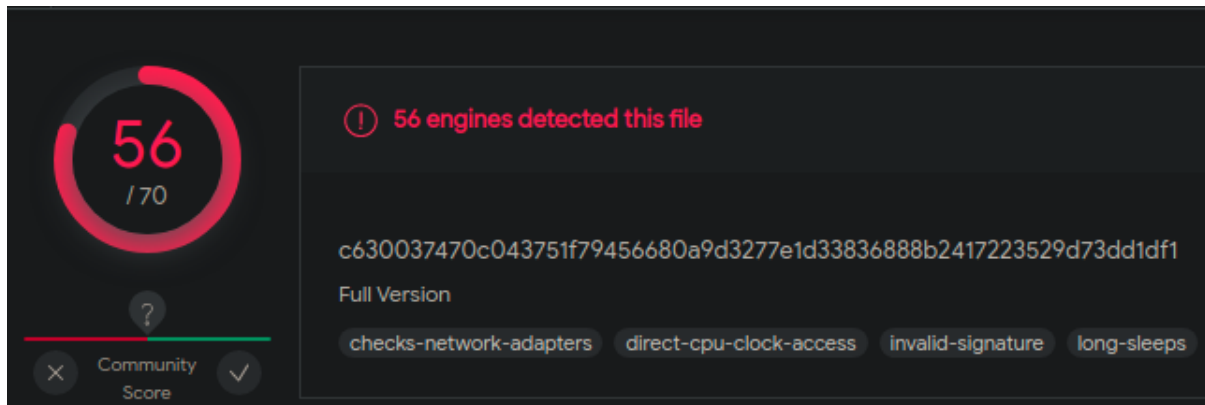 56
/ 70
?
Community
Score
56 engines detected this file
c630037470c043751f79456680a9d3277e1d33836888b2417223529d73dd1df1
Full Version
checks-network-adapters direct-cpu-clock-access invalid-signature long-sleeps